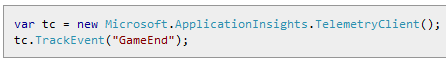 var tc = new Microsoft.ApplicationInsights.TelemetryClient();
tc.TrackEvent("GameEnd");